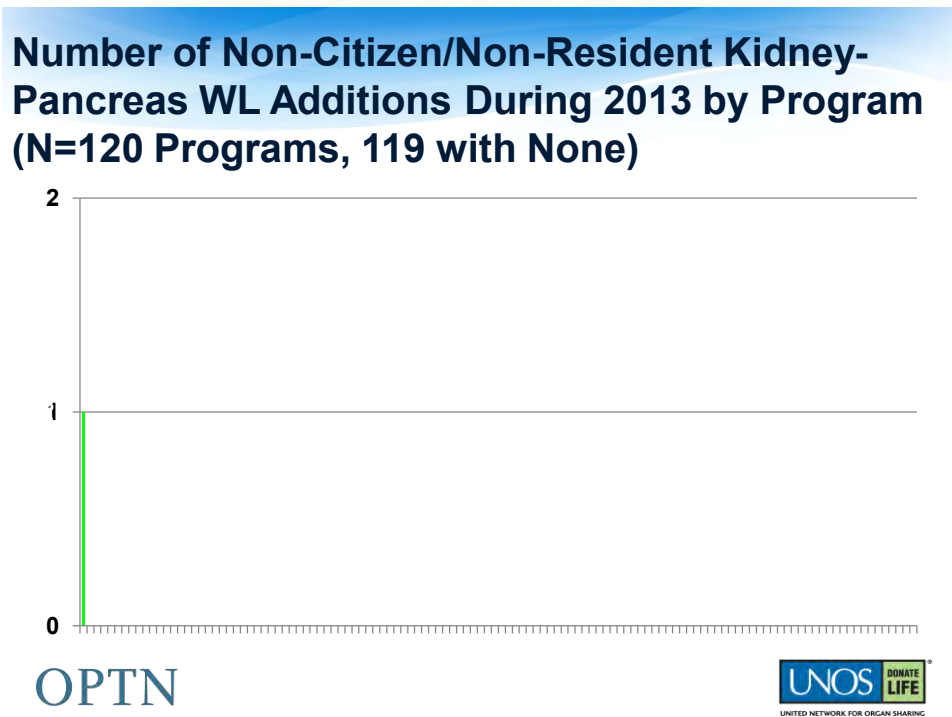 Number of Non-Citizen/Non-Resident Kidney-
Pancreas WL Additions During 2013 by Program
(N=120 Programs, 119 with None)
2
1
0
OPTN
UNOS
DONATE
LIFE
®
UNITED NETWORK FOR ORGAN SHARING